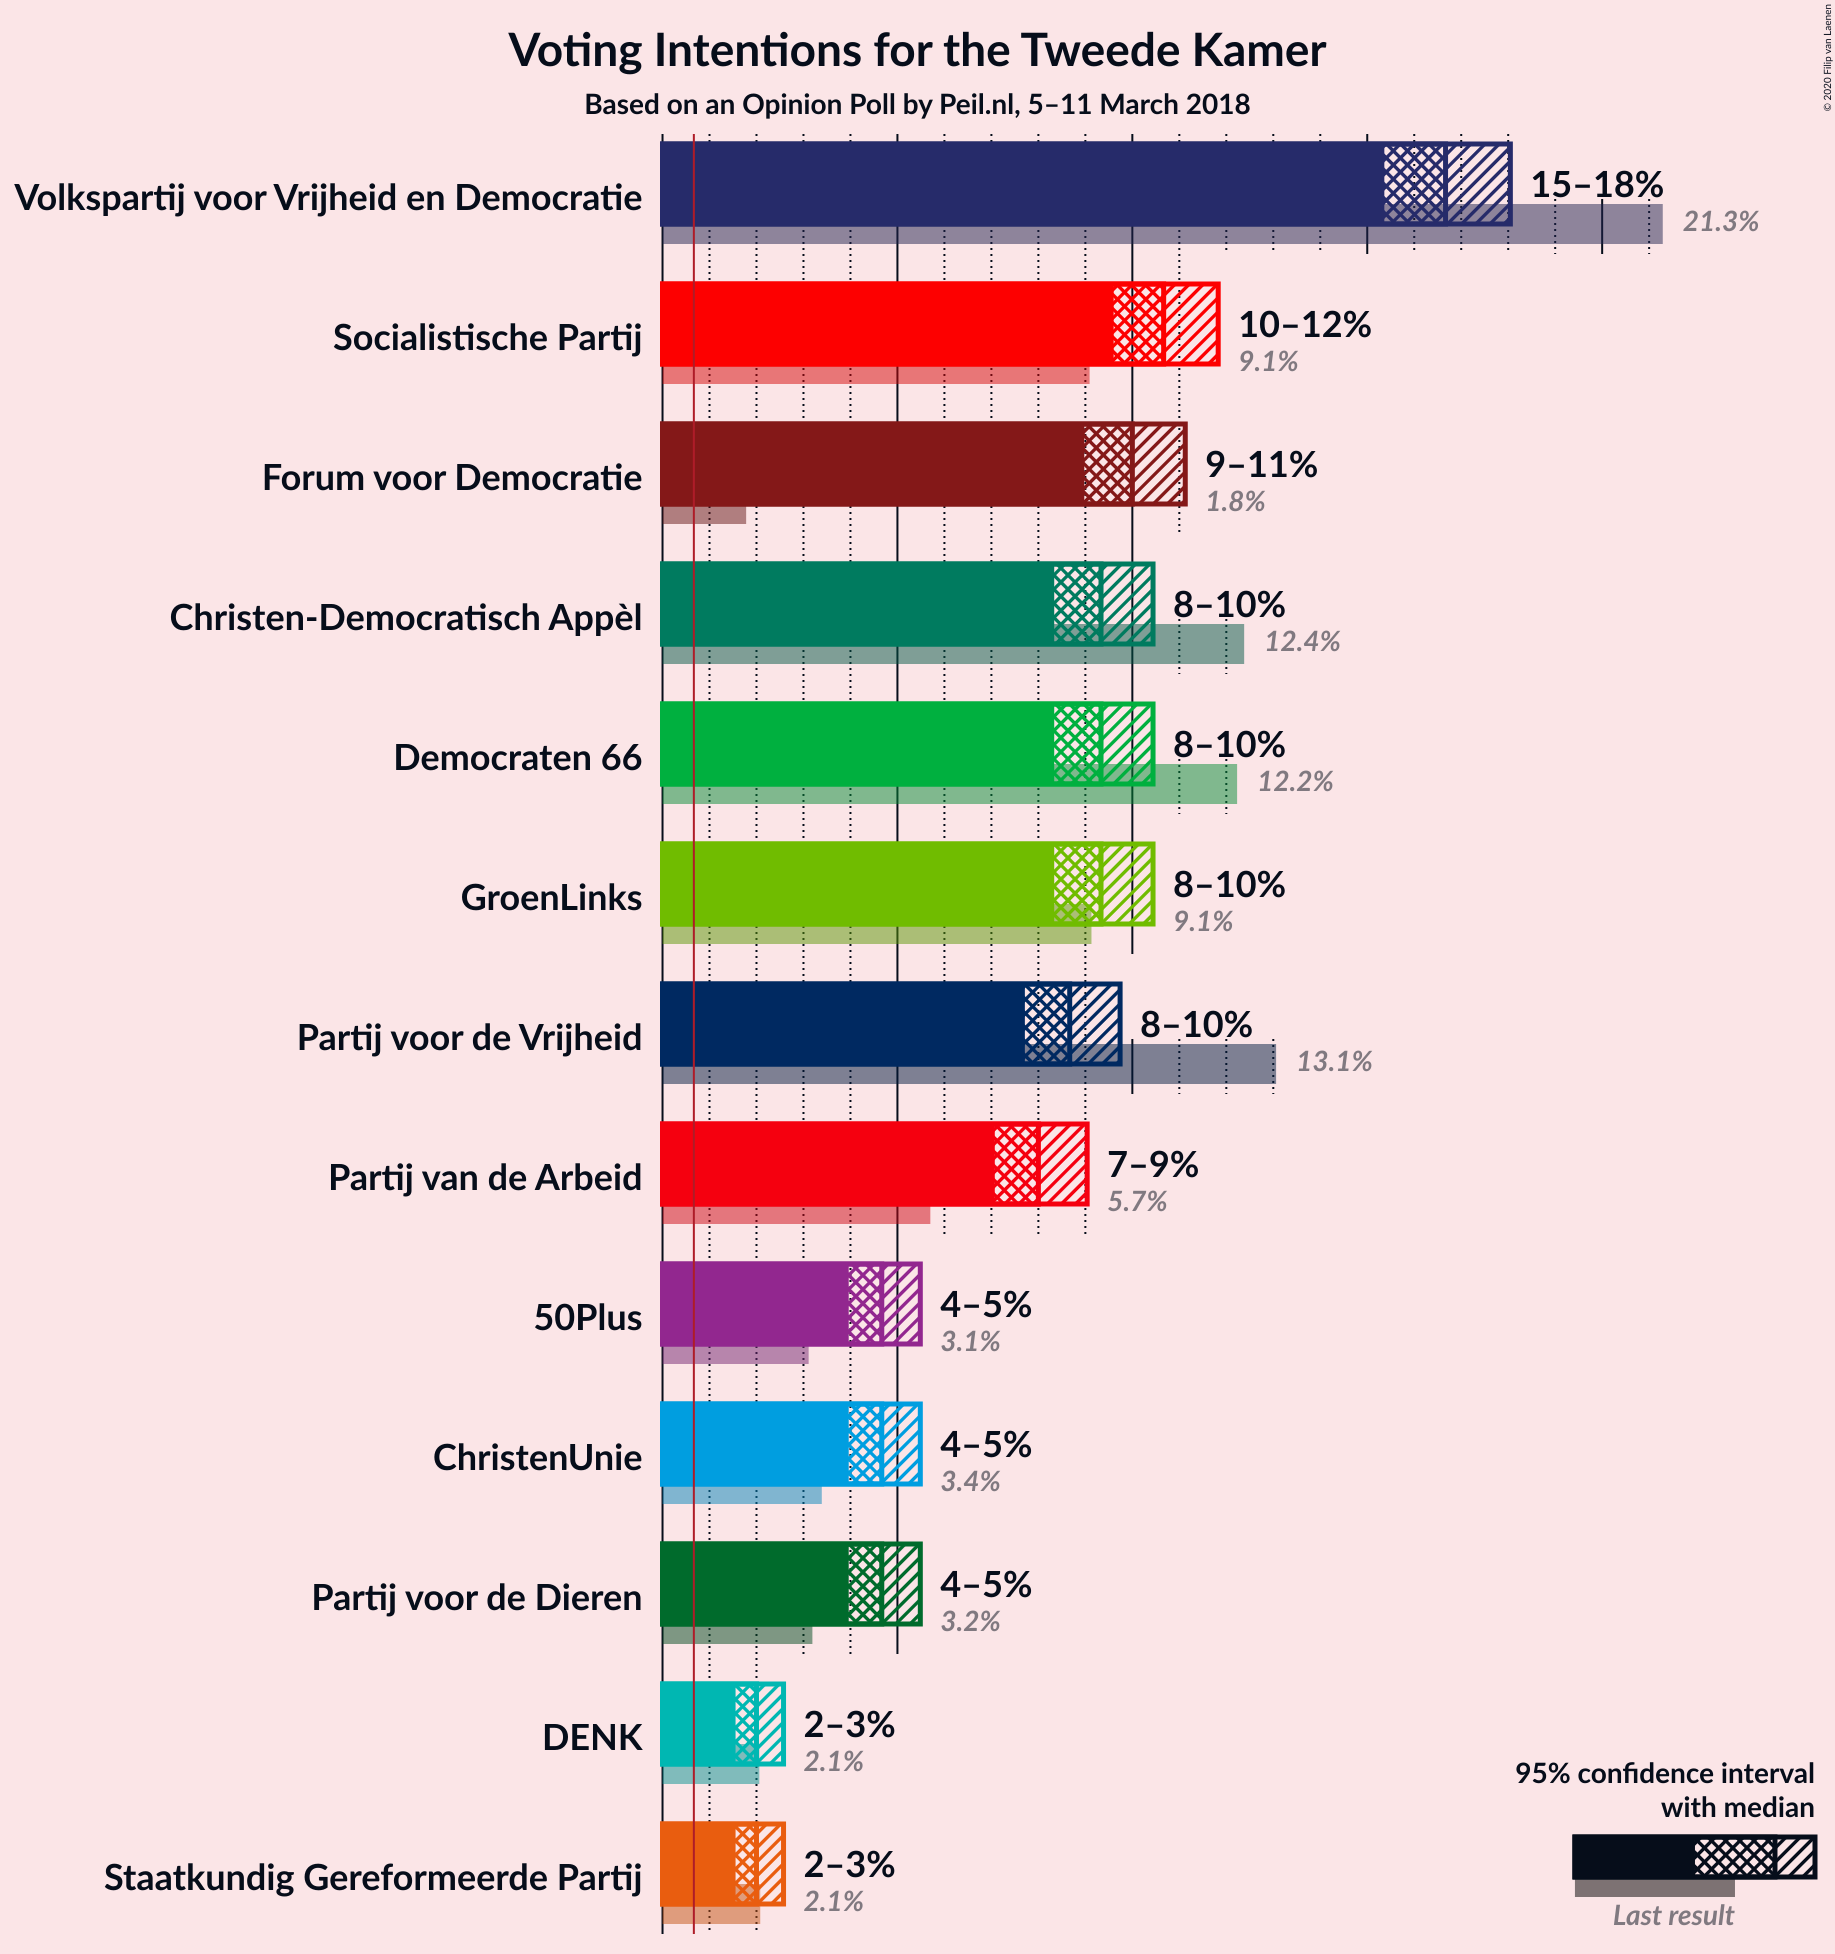 Voting Intentions for the Tweede Kamer
Based on an Opinion Poll by Peil.nl, 5–11 March 2018
© 2020 Filip van Laenen
Volkspartij voor Vrijheid en Democratie
15–18%
21.3%
Socialistische Partij
10–12%
9.1%
Forum voor Democratie
9–11%
1.8%
Christen-Democratisch Appèl
8–10%
12.4%
Democraten 66
8–10%
12.2%
GroenLinks
8–10%
9.1%
Partij voor de Vrijheid
8–10%
13.1%
Partij van de Arbeid
7–9%
5.7%
50Plus
4–5%
3.1%
ChristenUnie
4–5%
3.4%
Partij voor de Dieren
4–5%
3.2%
DENK
2–3%
2.1%
Staatkundig Gereformeerde Partij
2–3%
2.1%
95% confidence interval
with median
Last result